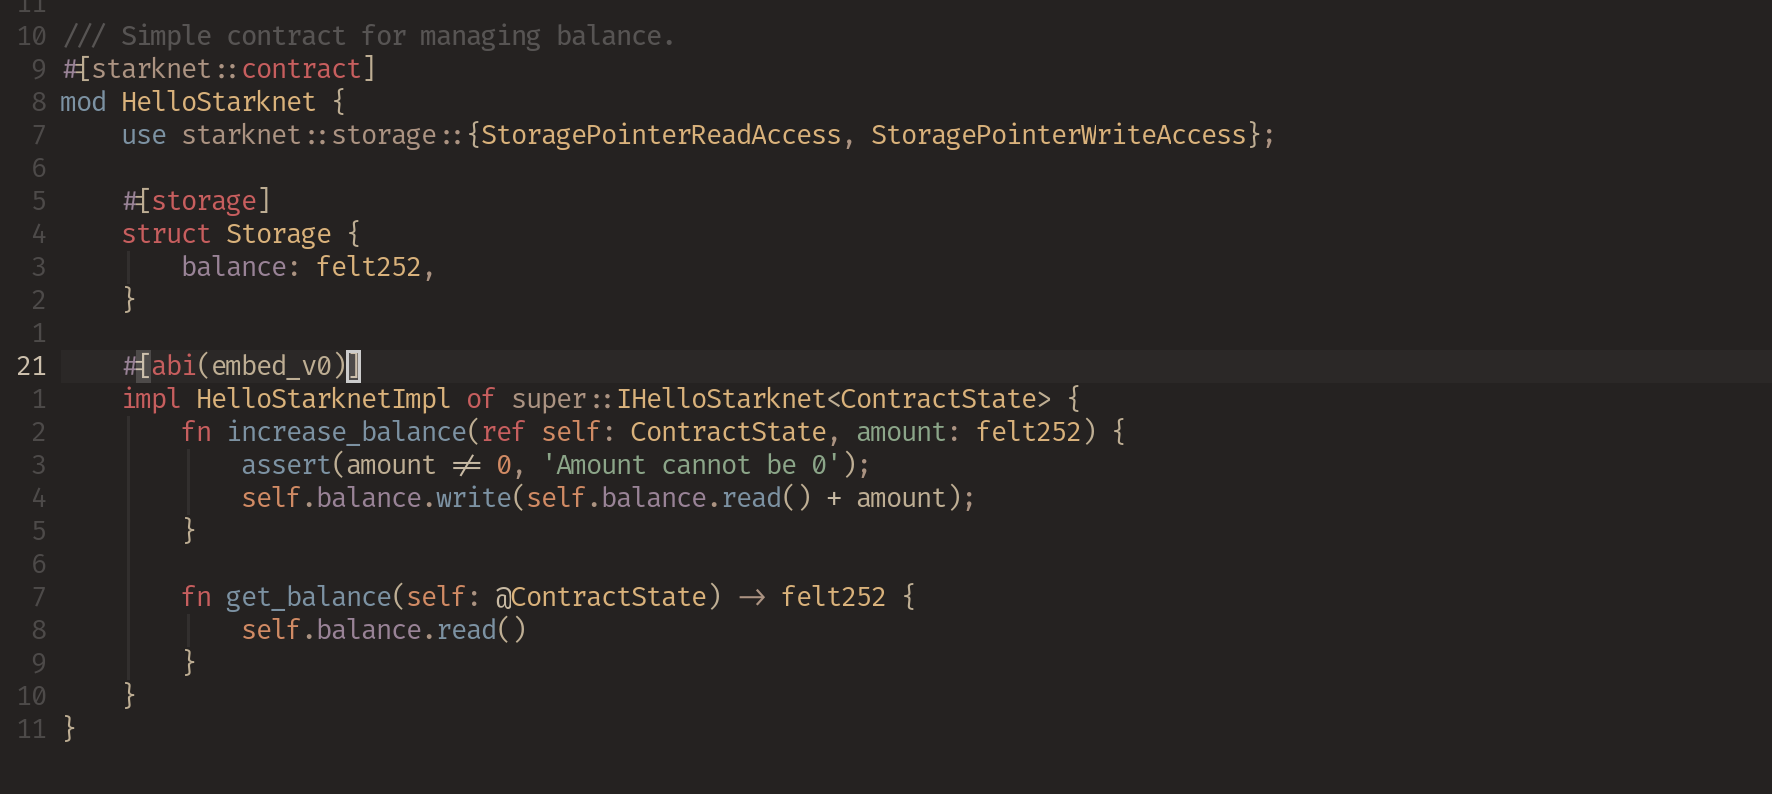 11
10 /// Simple contract for managing balance.
9 #[starknet::contract]
8 mod HelloStarknet {
7     use starknet::storage::{StoragePointerReadAccess, StoragePointerWriteAccess};
6
5     #[storage]
4     struct Storage {
3         balance: felt252,
2     }
1
21     #[abi(embed_v0)]
1     impl HelloStarknetImpl of super::IHelloStarknet<ContractState> {
2         fn increase_balance(ref self: ContractState, amount: felt252) {
3             assert(amount != 0, 'Amount cannot be 0');
4             self.balance.write(self.balance.read() + amount);
5         }
6
7         fn get_balance(self: @ContractState) -> felt252 {
8             self.balance.read()
9         }
10     }
11 }